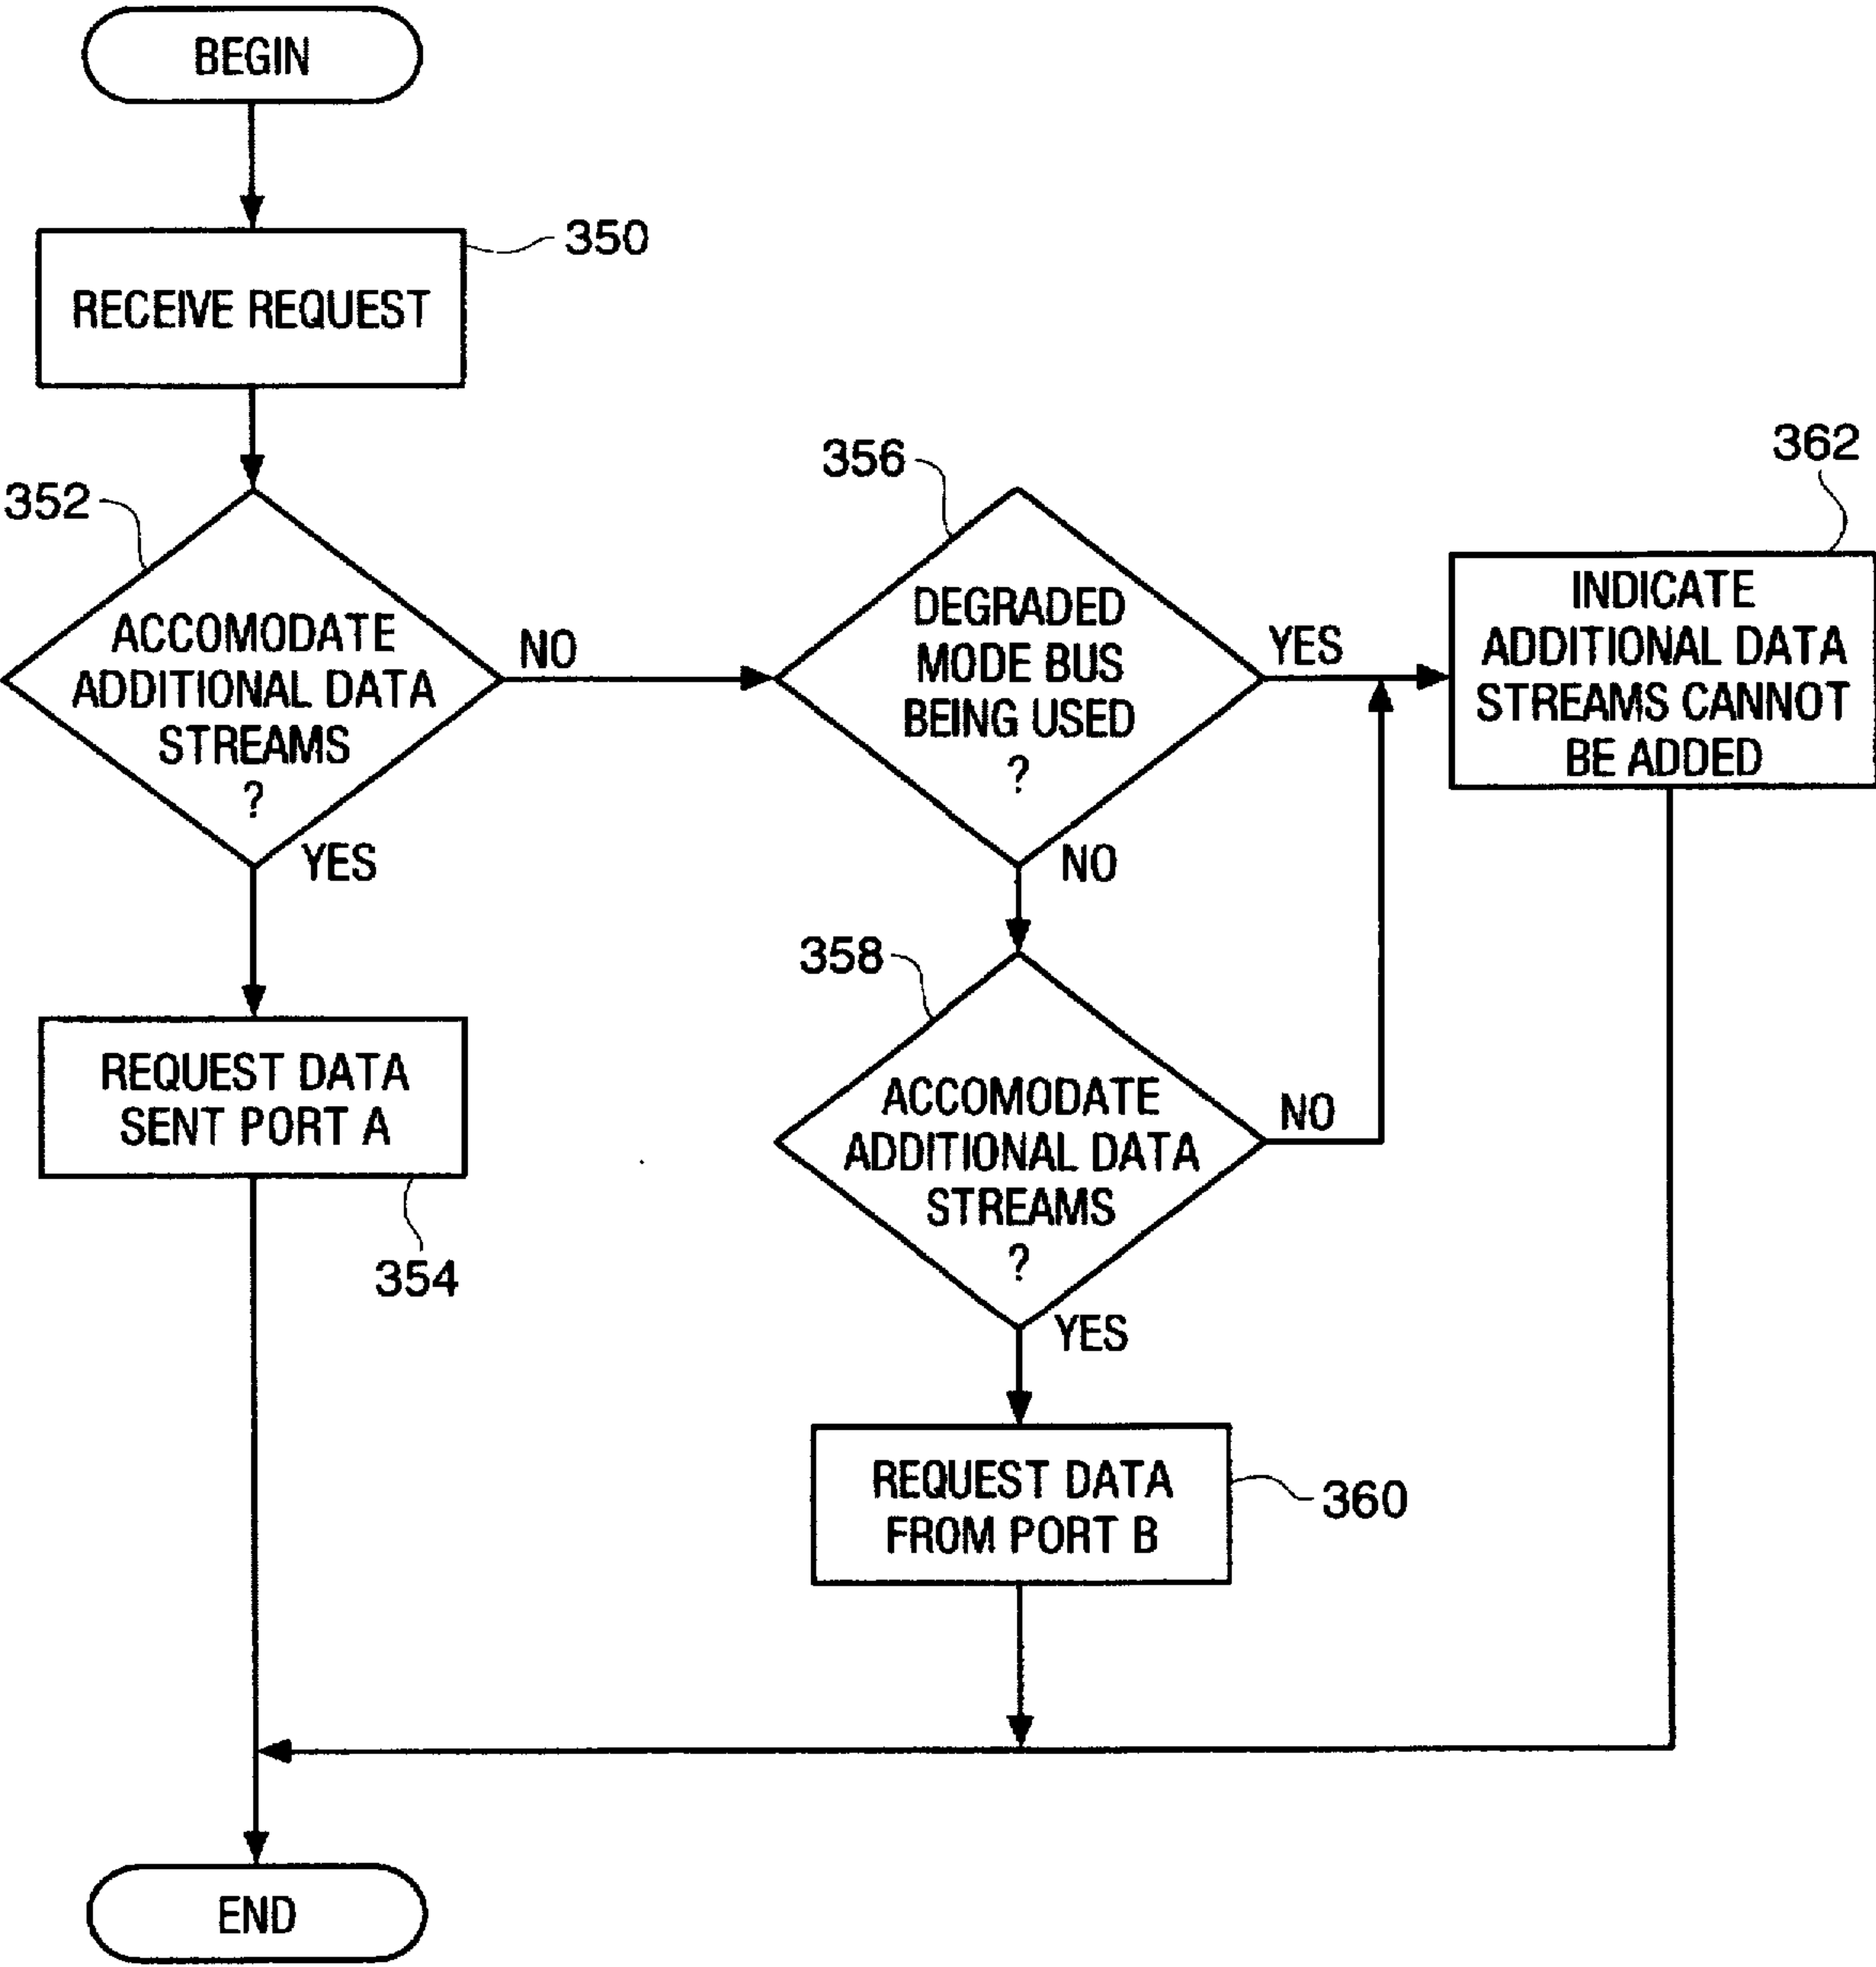 BEGIN
350
RECEIVE REQUEST
352
ACCOMODATE
ADDITIONAL DATA
STREAMS
?
NO
YES
356
DEGRADED
MODE BUS
BEING USED
?
YES
NO
362
INDICATE
ADDITIONAL DATA
STREAMS CANNOT
BE ADDED
358
ACCOMODATE
ADDITIONAL DATA
STREAMS
?
NO
YES
REQUEST DATA
SENT PORT A
354
REQUEST DATA
FROM PORT B
360
END